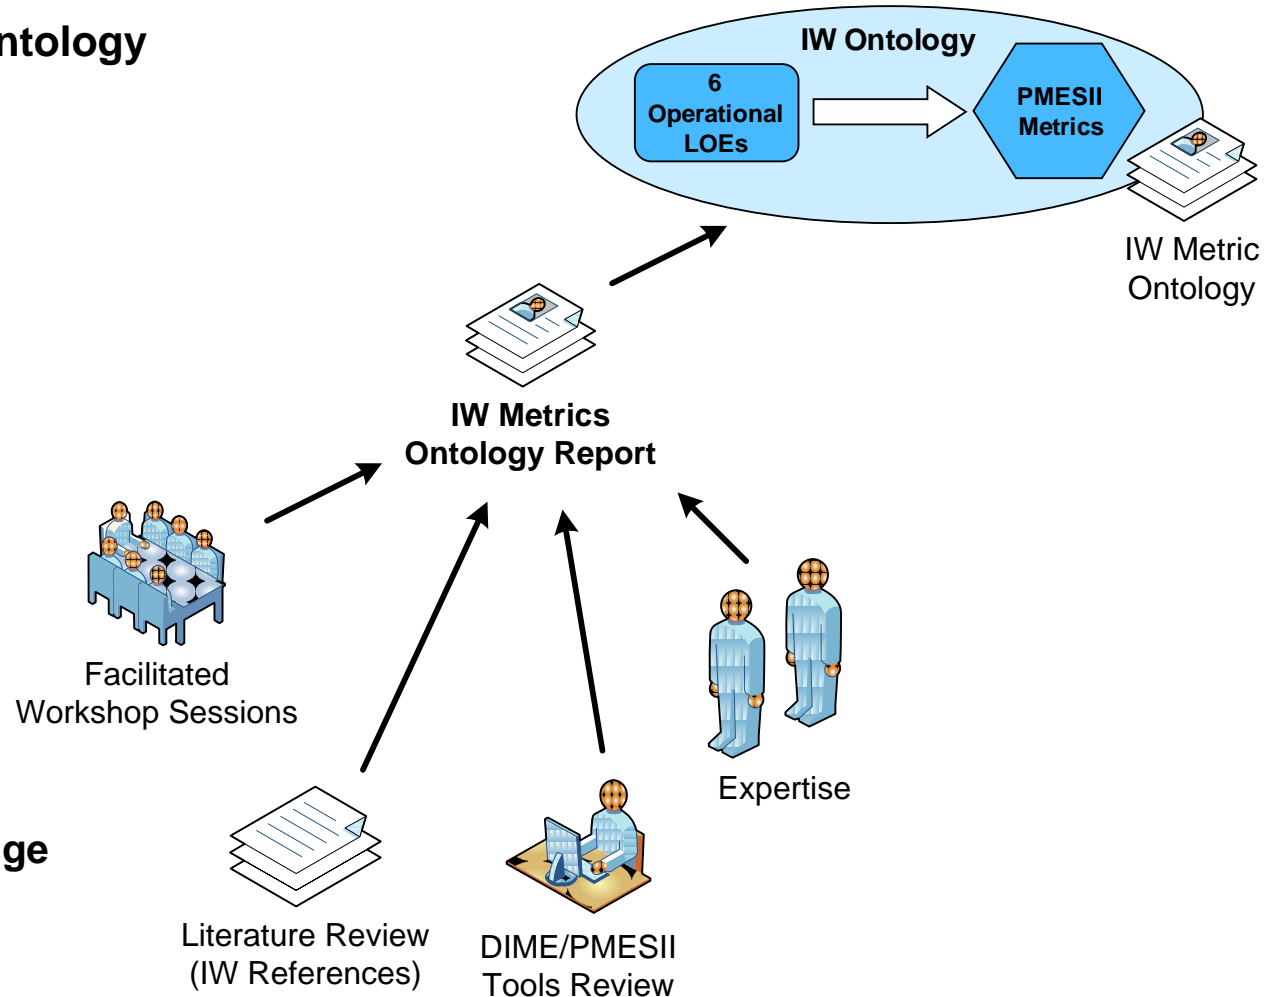 ntology
IW Ontology
6
Operational
LOEs
PMESII
Metrics
IW Metric
Ontology
IW Metrics
Ontology Report
Facilitated
Workshop Sessions
Expertise
ge
Literature Review
(IW References)
DIME/PMESII
Tools Review